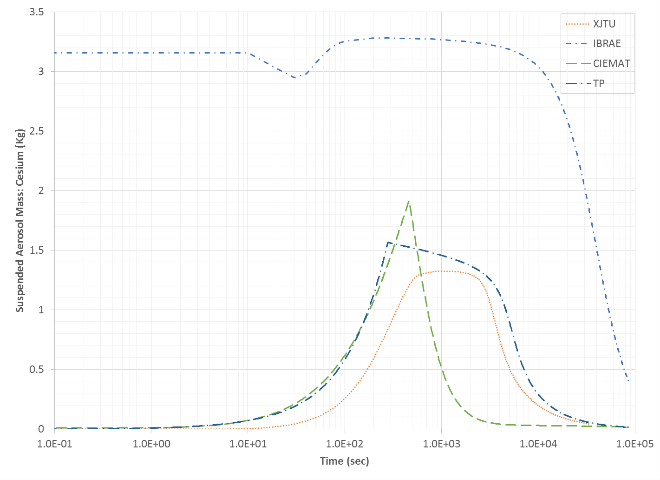 3.5
3
2.5
2
1.5
1
0.5
0
Suspended Aerosol Mass: Cesium (Kg)
1.0E-01 1.0E+00 1.0E+01 1.0E+02 1.0E+03 1.0E+04 1.0E+05
Time (sec)
XJTU
IBRAE
CIEMAT
TP